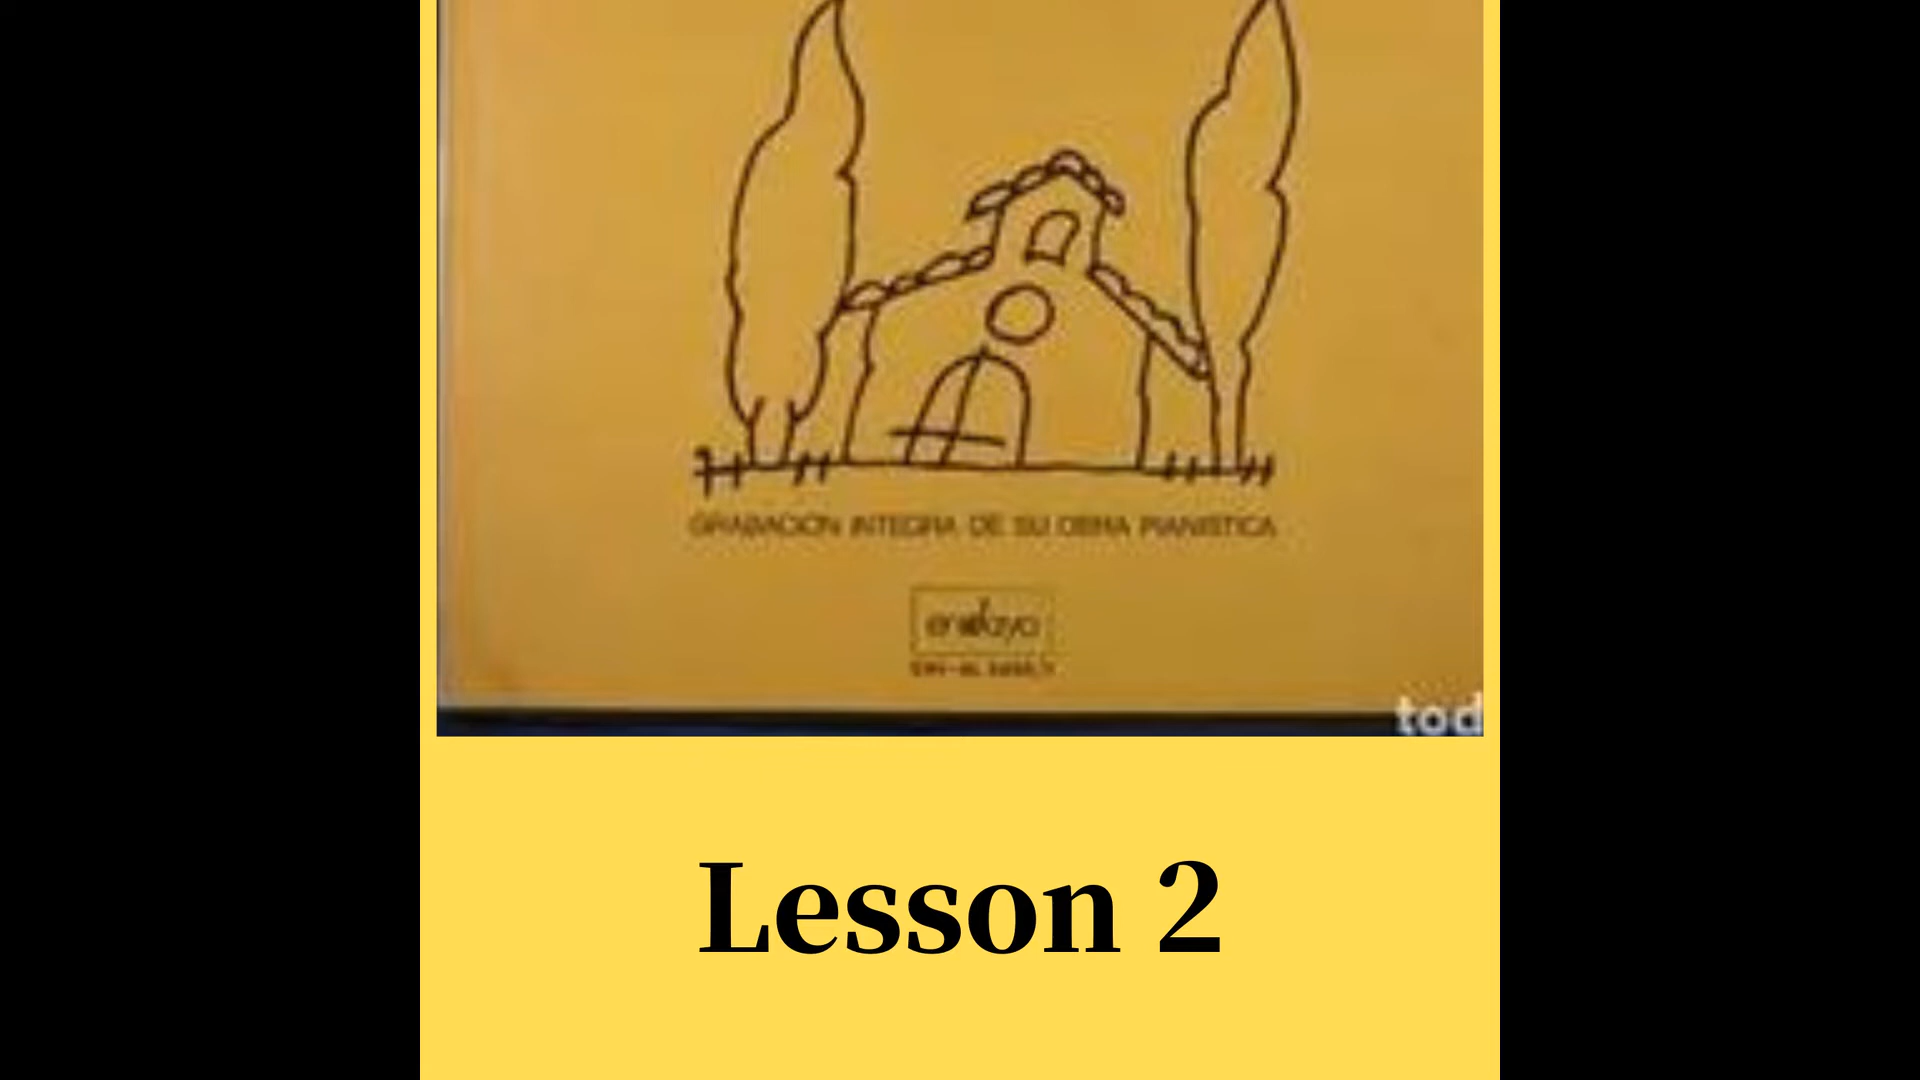 GRABACION INTEGRA DE SU OBRA PIANISTICA
ensayo
tod
Lesson 2